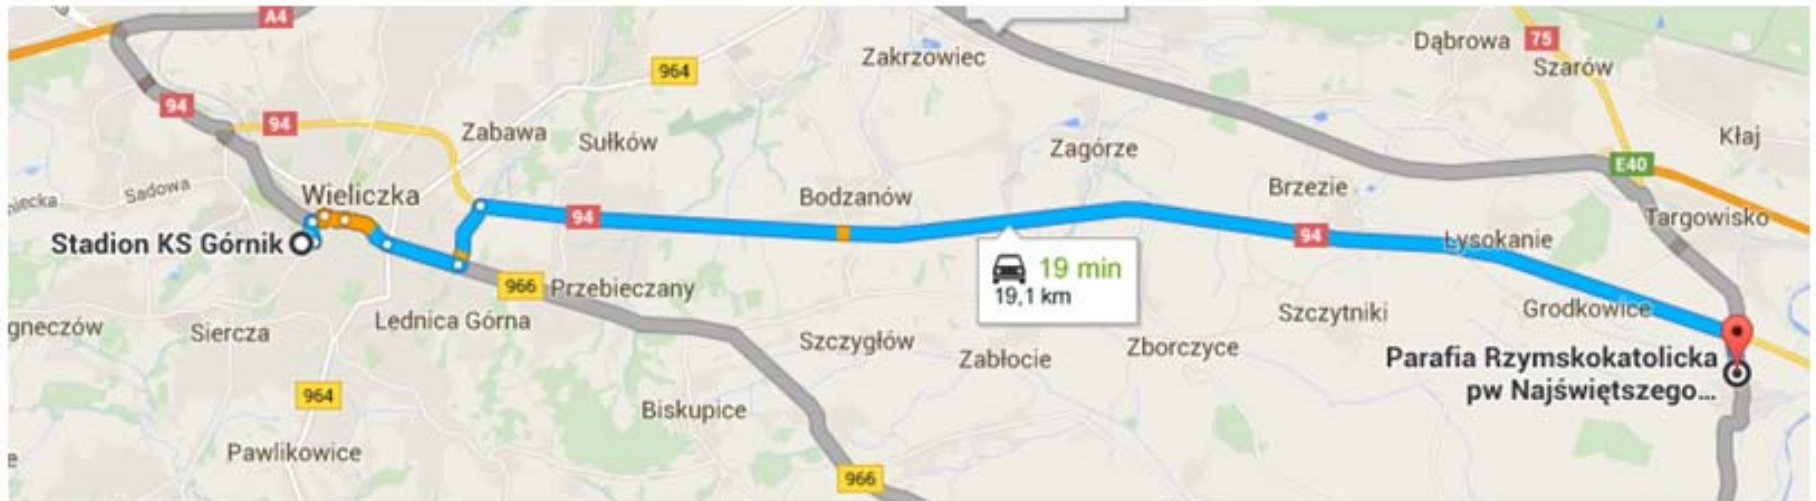 A4
Dąbrowa
75
Zakrzowiec
Szarów
964
94
94
Zabawa
Sułków
Kłaj
Zagórze
E40
Sadowa
Wieliczka
Bodzanów
Brzezie
Targowisko
94
94
Łysokanie
Stadion KS Górnik
19 min
19,1 km
966
Przebieczany
Lednica Górna
Siercza
Szczytniki
Grodkowice
Szczygłów
Zabłocie
Zborczyce
Parafia Rzymskokatolicka
pw Najświętszego...
964
Biskupice
Pawlikowice
966